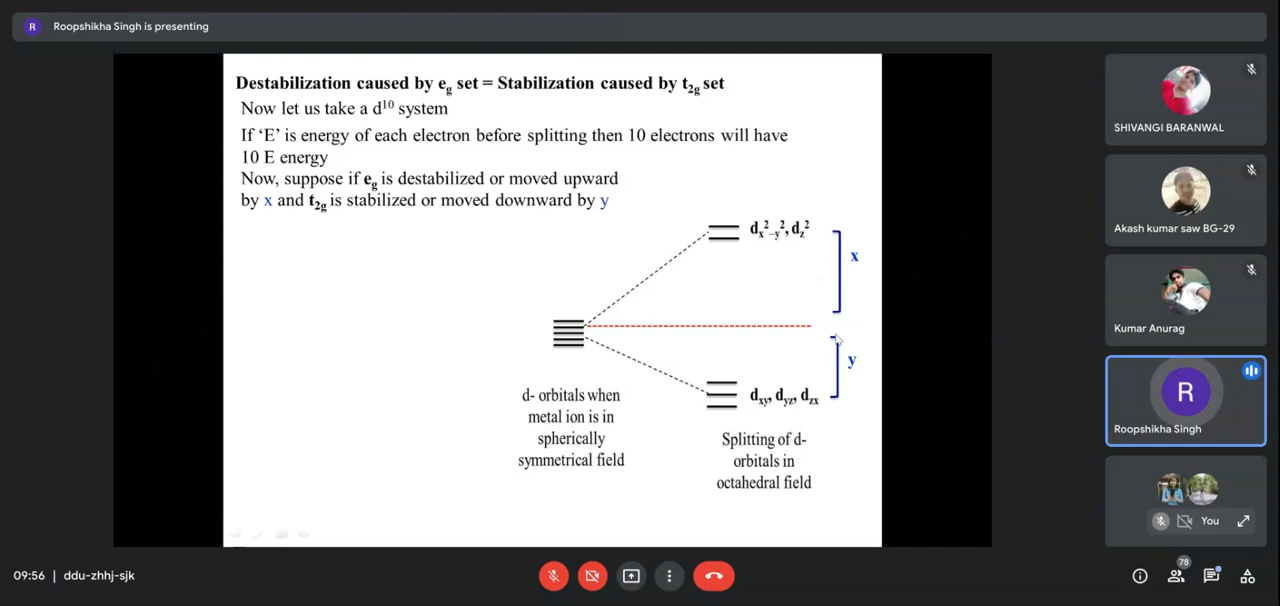 R Roopshikha Singh is presenting
Destabilization caused by eg set = Stabilization caused by t2g set
Now let us take a d10 system
If ‘E’ is energy of each electron before splitting then 10 electrons will have
10 E energy
Now, suppose if eg is destabilized or moved upward
by x and t2g is stabilized or moved downward by y
dx2–y2, dz2
x
y
dxy, dyz, dzx
d- orbitals when
metal ion is in
spherically
symmetrical field
Splitting of d-
orbitals in
octahedral field
SHIVANGI BARANWAL
Akash kumar saw BG-29
Kumar Anurag
R
Roopshikha Singh
You
09:56 | ddu-zhhj-sjk
78